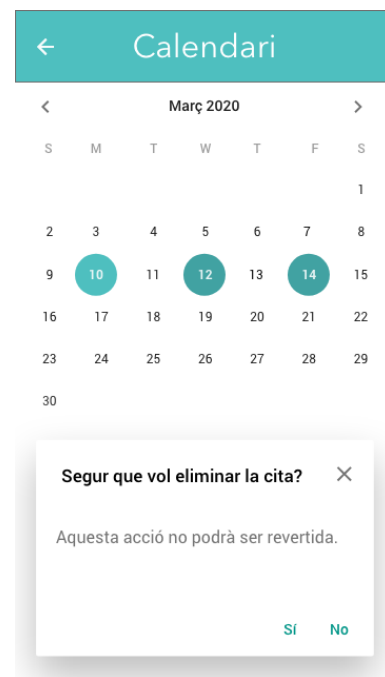 Calendari
Març 2020
S M T W T F S
1
2 3 4 5 6 7 8
9 10 11 12 13 14 15
16 17 18 19 20 21 22
23 24 25 26 27 28 29
30
Segur que vol eliminar la cita?
Aquesta acció no podrà ser revertida.
Sí No